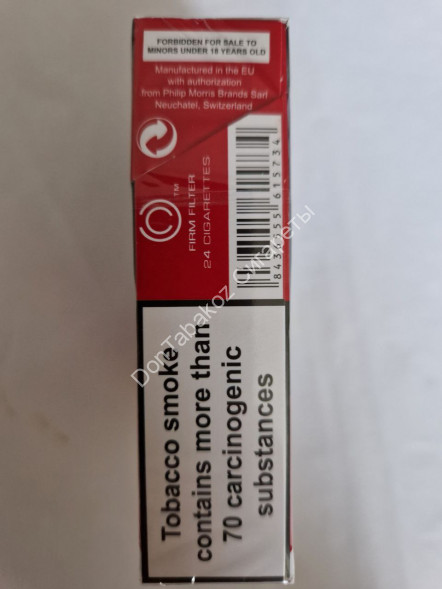 FORBIDDEN FOR SALE TO
MINORS UNDER 18 YEARS OLD
Manufactured in the EU
with authorization
from Philip Morris Brands Sarl
Neuchatel, Switzerland
TM
FIRM FILTER
24 CIGARETTES
DonTabakoz Сигареты
Tobacco smoke
contains more than
70 carcinogenic
substances